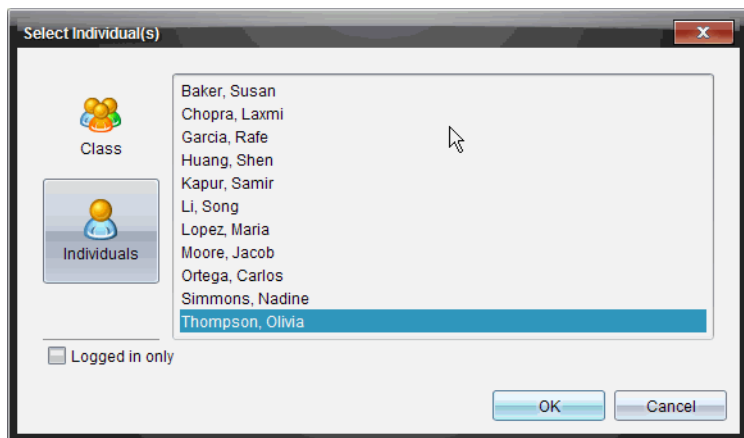 Select Individual(s)
Class
Individuals
Logged in only
Baker, Susan
Chopra, Laxmi
Garcia, Rafe
Huang, Shen
Kapur, Samir
Li, Song
Lopez, Maria
Moore, Jacob
Ortega, Carlos
Simmons, Nadine
Thompson, Olivia
OK
Cancel